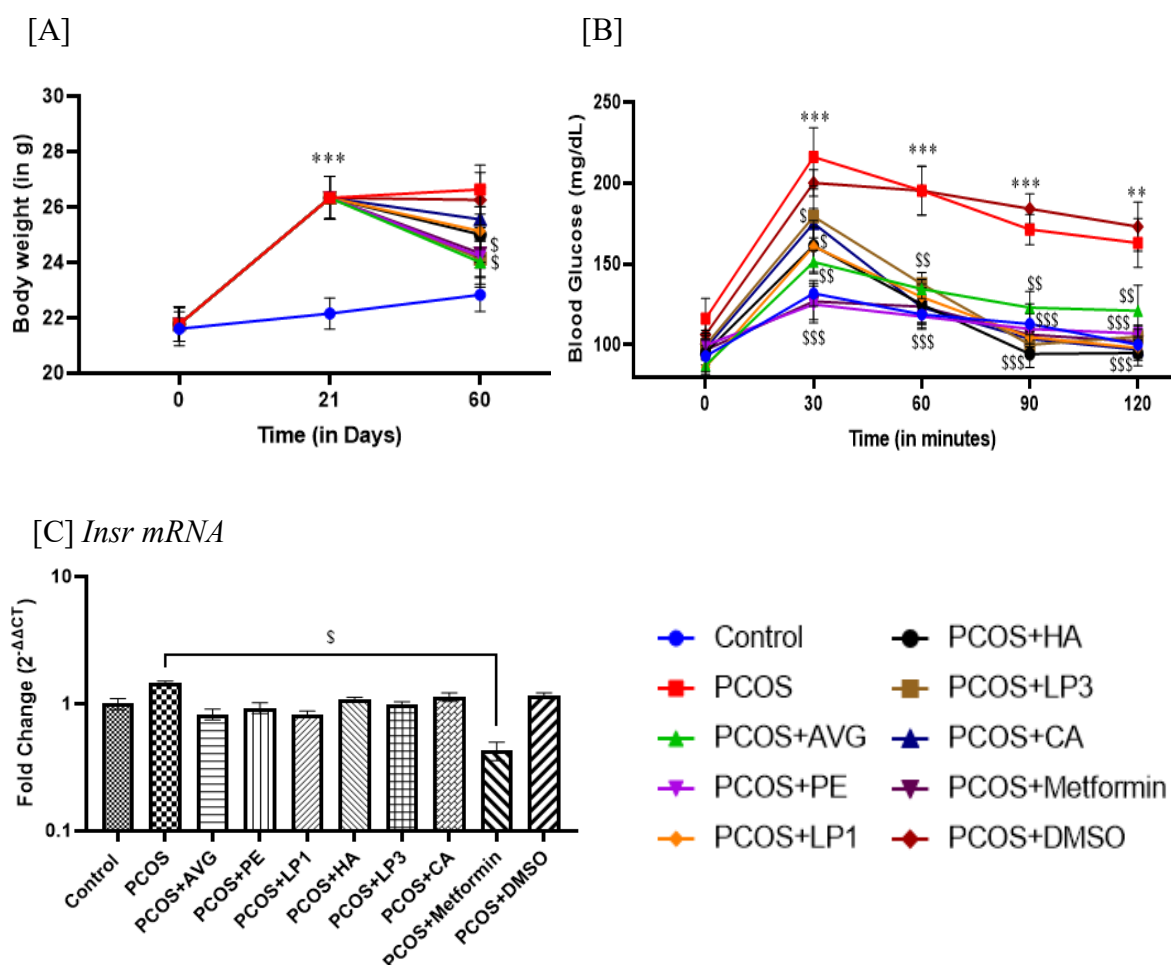 [A]
Body weight (in g)
30
28
26
24
22
20
***
$
$
0 21 60
Time (in Days)
[B]
Blood Glucose (mg/dL)
250
200
150
100
*** *** *** **
$
$
$$
$$$
$$
$$$
$$
$$$
$$$
$$
$$$
$$$
0 30 60 90 120
Time (in minutes)
[C] Insr mRNA
Fold Change (2^-ΔΔCT)
10
1
0.1
$
Control
PCOS
PCOS+AVG
PCOS+PE
PCOS+LP1
PCOS+HA
PCOS+LP3
PCOS+CA
PCOS+Metformin
PCOS+DMSO
Control
PCOS
PCOS+AVG
PCOS+PE
PCOS+LP1
PCOS+HA
PCOS+LP3
PCOS+CA
PCOS+Metformin
PCOS+DMSO